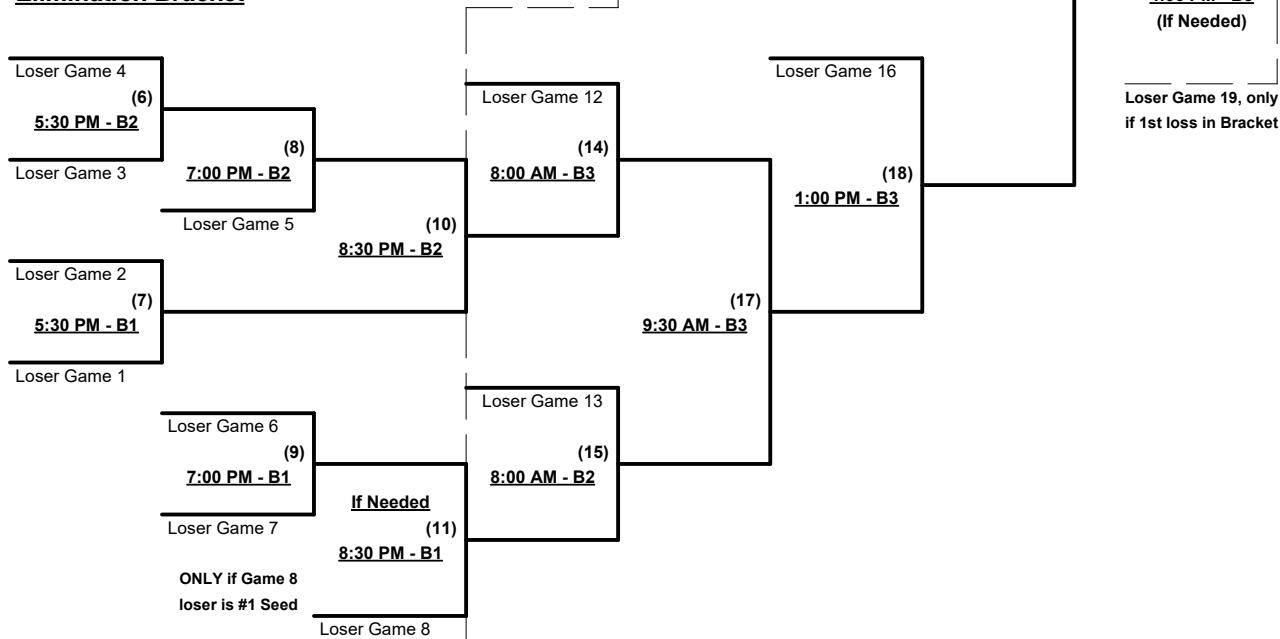 Elimination Bracket
(If Needed)
Loser Game 4
(6)
5:30 PM - B2
Loser Game 3
(8)
7:00 PM - B2
Loser Game 5
(10)
8:30 PM - B2
Loser Game 2
(7)
5:30 PM - B1
Loser Game 1
Loser Game 6
(9)
7:00 PM - B1
Loser Game 7
If Needed
(11)
8:30 PM - B1
ONLY if Game 8
loser is #1 Seed
Loser Game 8
Loser Game 12
(14)
8:00 AM - B3
(17)
9:30 AM - B3
Loser Game 13
(15)
8:00 AM - B2
Loser Game 16
(18)
1:00 PM - B3
Loser Game 19, only
if 1st loss in Bracket